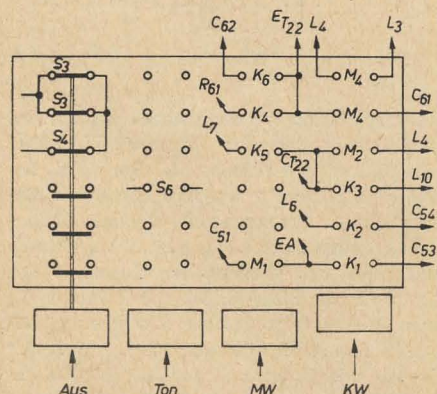 C62 ET22 L4 L3
S3 K6 M4
R61 C61
S3 K4 M4
L7 L4
S4 K5 M2
CT22 L10
S6 K3
L6 C54
K2
C51 EA C53
M1 K1
Aus Ton MW KW